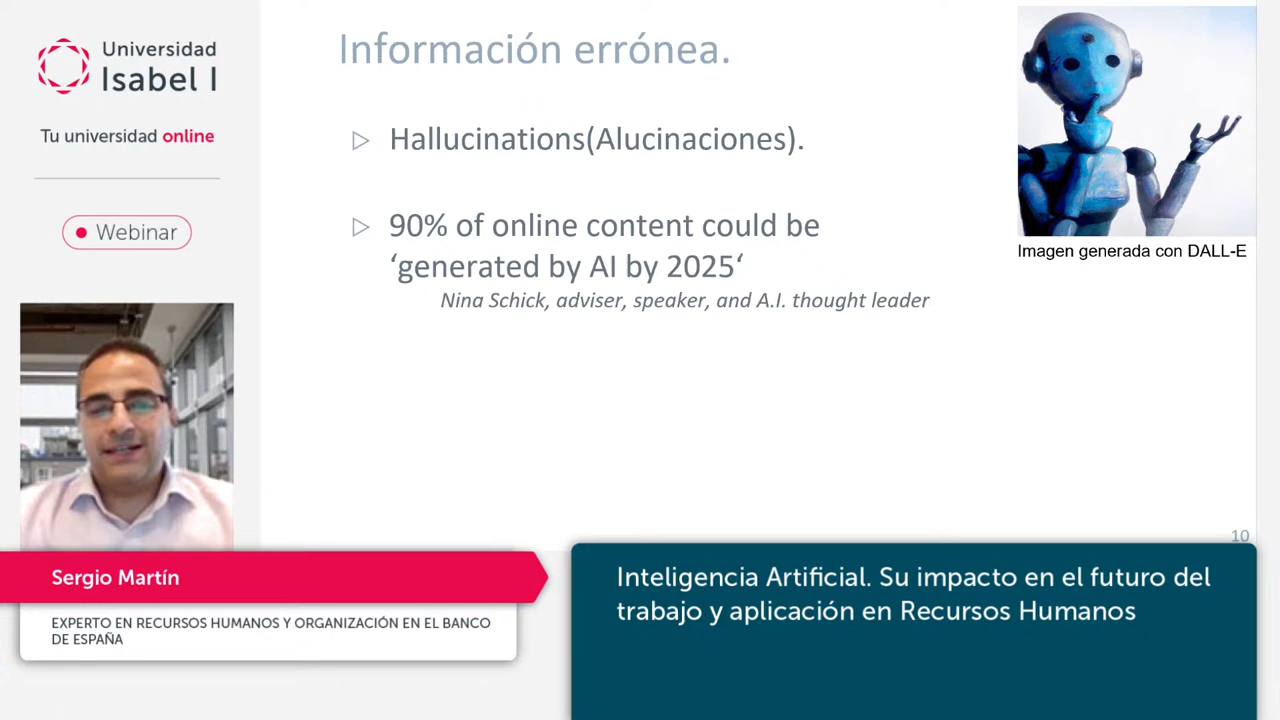 Universidad
Isabel I
Tu universidad online
Webinar
Información errónea.
Hallucinations(Alucinaciones).
90% of online content could be
‘generated by AI by 2025‘
Nina Schick, adviser, speaker, and A.I. thought leader
Imagen generada con DALL-E
10
Sergio Martín
EXPERTO EN RECURSOS HUMANOS Y ORGANIZACIÓN EN EL BANCO
DE ESPAÑA
Inteligencia Artificial. Su impacto en el futuro del
trabajo y aplicación en Recursos Humanos